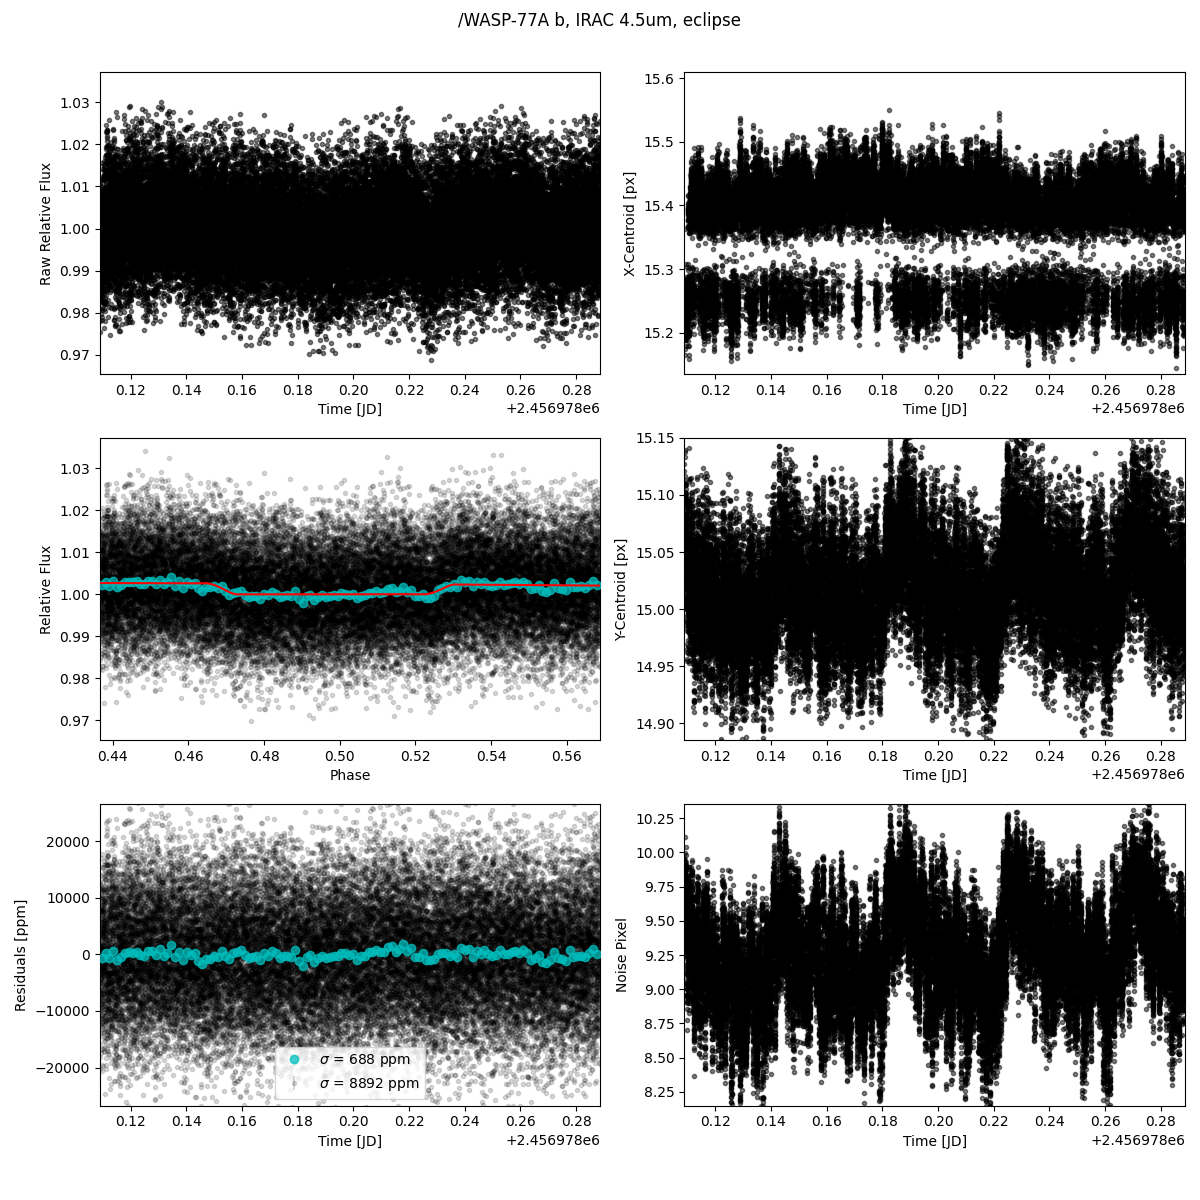 /WASP-77A b, IRAC 4.5um, eclipse
Raw Relative Flux
1.03
1.02
1.01
1.00
0.99
0.98
0.97
0.12 0.14 0.16 0.18 0.20 0.22 0.24 0.26 0.28
Time [JD]
+2.456978e6
X-Centroid [px]
15.6
15.5
15.4
15.3
15.2
0.12 0.14 0.16 0.18 0.20 0.22 0.24 0.26 0.28
Time [JD]
+2.456978e6
Relative Flux
1.03
1.02
1.01
1.00
0.99
0.98
0.97
0.44 0.46 0.48 0.50 0.52 0.54 0.56
Phase
Y-Centroid [px]
15.15
15.10
15.05
15.00
14.95
14.90
0.12 0.14 0.16 0.18 0.20 0.22 0.24 0.26 0.28
Time [JD]
+2.456978e6
Residuals [ppm]
20000
10000
0
−10000
−20000
σ = 688 ppm
σ = 8892 ppm
0.12 0.14 0.16 0.18 0.20 0.22 0.24 0.26 0.28
Time [JD]
+2.456978e6
Noise Pixel
10.25
10.00
9.75
9.50
9.25
9.00
8.75
8.50
8.25
0.12 0.14 0.16 0.18 0.20 0.22 0.24 0.26 0.28
Time [JD]
+2.456978e6